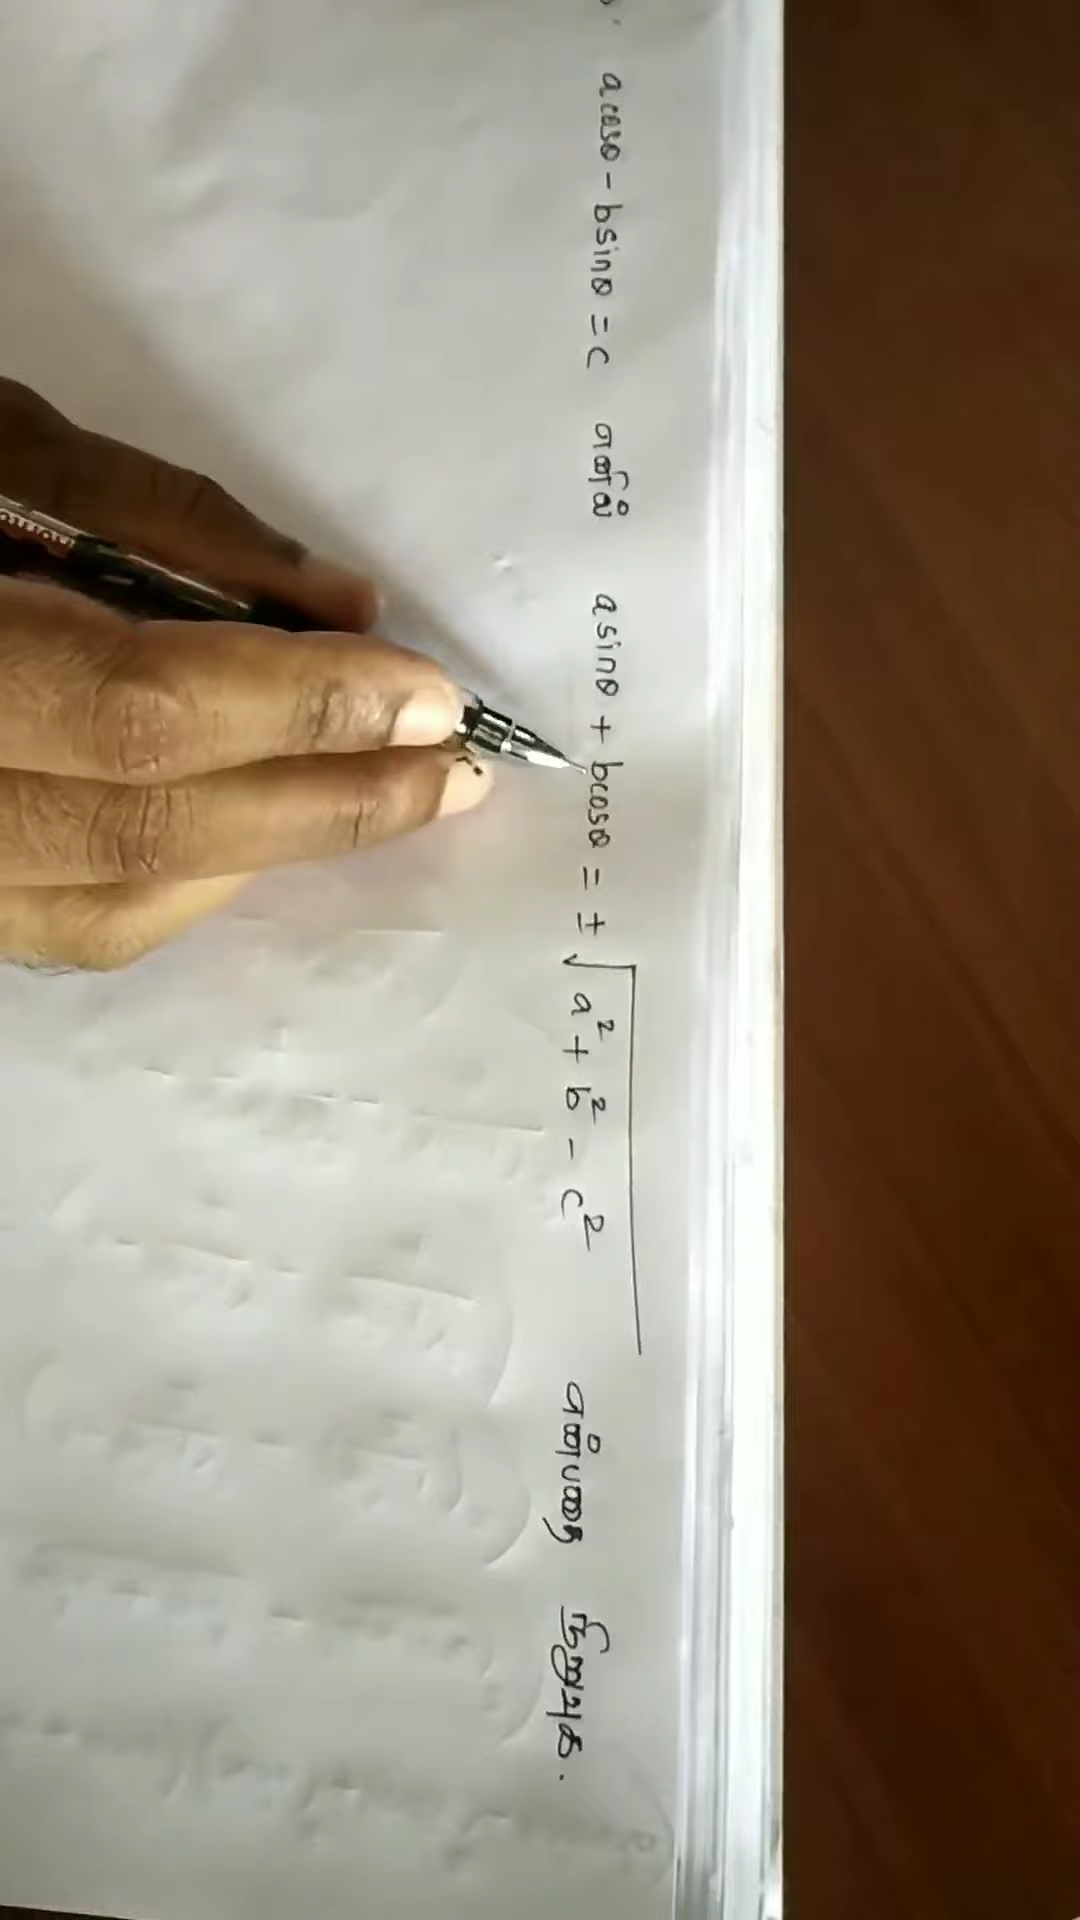 a cosθ - b sinθ = c எனில் a sinθ + b cosθ = ± √a² + b² - c² என்பதை நிறுவுக.